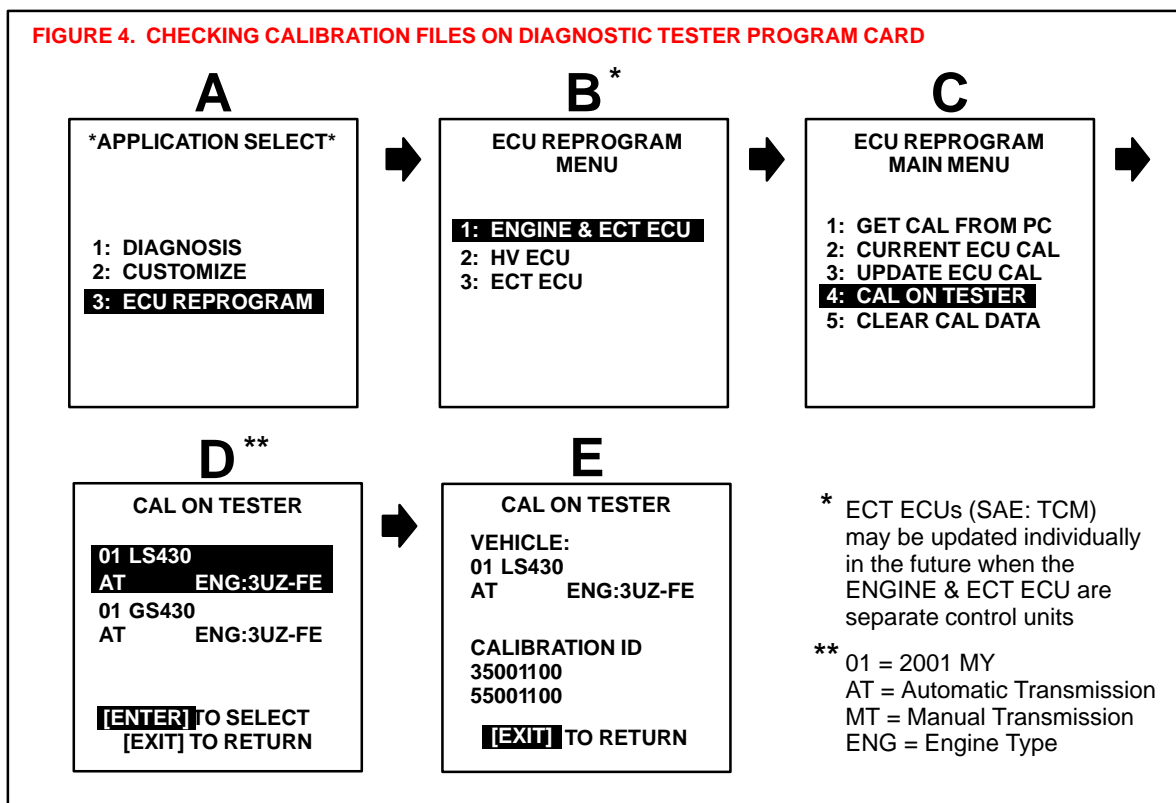 FIGURE 4. CHECKING CALIBRATION FILES ON DIAGNOSTIC TESTER PROGRAM CARD
A
*APPLICATION SELECT*
1: DIAGNOSIS
2: CUSTOMIZE
3: ECU REPROGRAM
B*
ECU REPROGRAM
MENU
1: ENGINE & ECT ECU
2: HV ECU
3: ECT ECU
C
ECU REPROGRAM
MAIN MENU
1: GET CAL FROM PC
2: CURRENT ECU CAL
3: UPDATE ECU CAL
4: CAL ON TESTER
5: CLEAR CAL DATA
D**
CAL ON TESTER
01 LS430
AT ENG:3UZ-FE
01 GS430
AT ENG:3UZ-FE
[ENTER] TO SELECT
[EXIT] TO RETURN
E
CAL ON TESTER
VEHICLE:
01 LS430
AT ENG:3UZ-FE
CALIBRATION ID
35001100
55001100
[EXIT] TO RETURN
* ECT ECUs (SAE: TCM)
may be updated individually
in the future when the
ENGINE & ECT ECU are
separate control units
** 01 = 2001 MY
AT = Automatic Transmission
MT = Manual Transmission
ENG = Engine Type